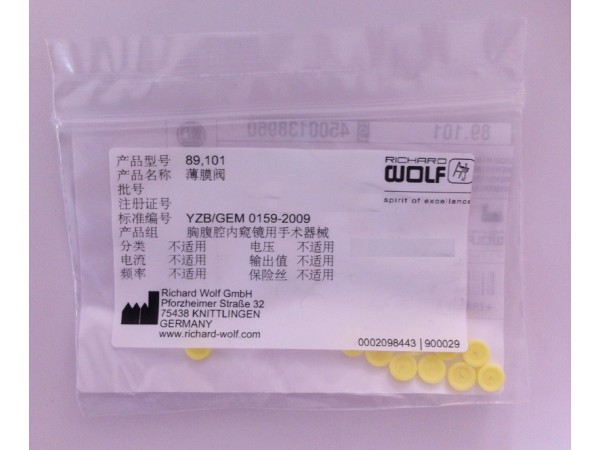 89.101 4500138960
产品型号 89,101
产品名称 薄膜阀
批号
注册证号
标准编号 YZB/GEM 0159-2009
产品组 胸腹腔内窥镜用手术器械
分类 不适用 电压 不适用
电流 不适用 输出值 不适用
频率 不适用 保险丝 不适用
RICHARD
WOLF
spirit of excellence
Richard Wolf GmbH
Pforzheimer Straße 32
75438 KNITTLINGEN
GERMANY
www.richard-wolf.com
0002098443 | 900029